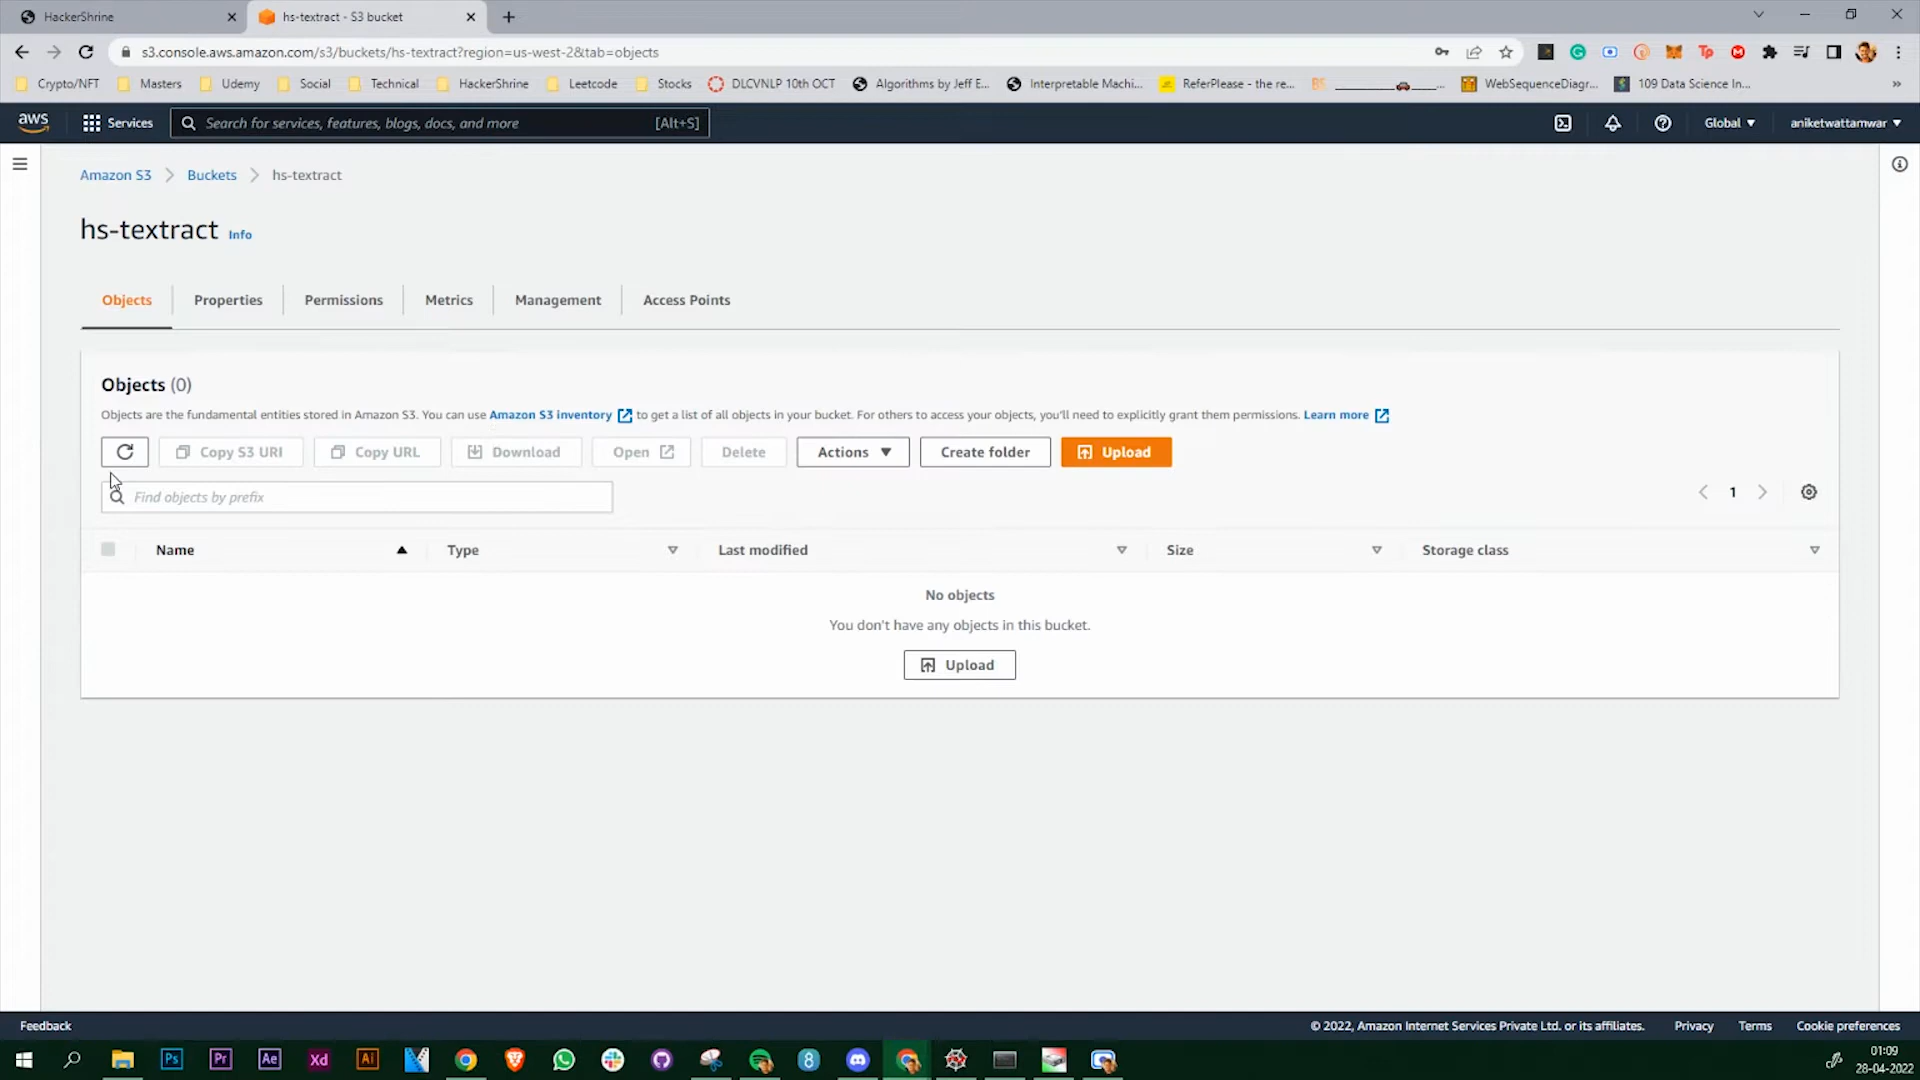 HackerShrine
hs-textract - S3 bucket
s3.console.aws.amazon.com/s3/buckets/hs-textract?region=us-west-2&tab=objects
Crypto/NFT Masters Udemy Social Technical HackerShrine Leetcode Stocks DLCVNLP 10th OCT Algorithms by Jeff E... Interpretable Machi... ReferPlease - the re... WebSequenceDiagr... 109 Data Science In...
aws Services Search for services, features, blogs, docs, and more [Alt+S] Global aniketwattamwar
Amazon S3 Buckets hs-textract
hs-textract Info
Objects Properties Permissions Metrics Management Access Points
Objects (0)
Objects are the fundamental entities stored in Amazon S3. You can use Amazon S3 inventory to get a list of all objects in your bucket. For others to access your objects, you'll need to explicitly grant them permissions. Learn more
Copy S3 URI Copy URL Download Open Delete Actions Create folder Upload
Find objects by prefix 1
Name Type Last modified Size Storage class
No objects
You don't have any objects in this bucket.
Upload
Feedback © 2022, Amazon Internet Services Private Ltd. or its affiliates. Privacy Terms Cookie preferences
Ps Pr Ae Xd Ai 8
01:09
28-04-2022